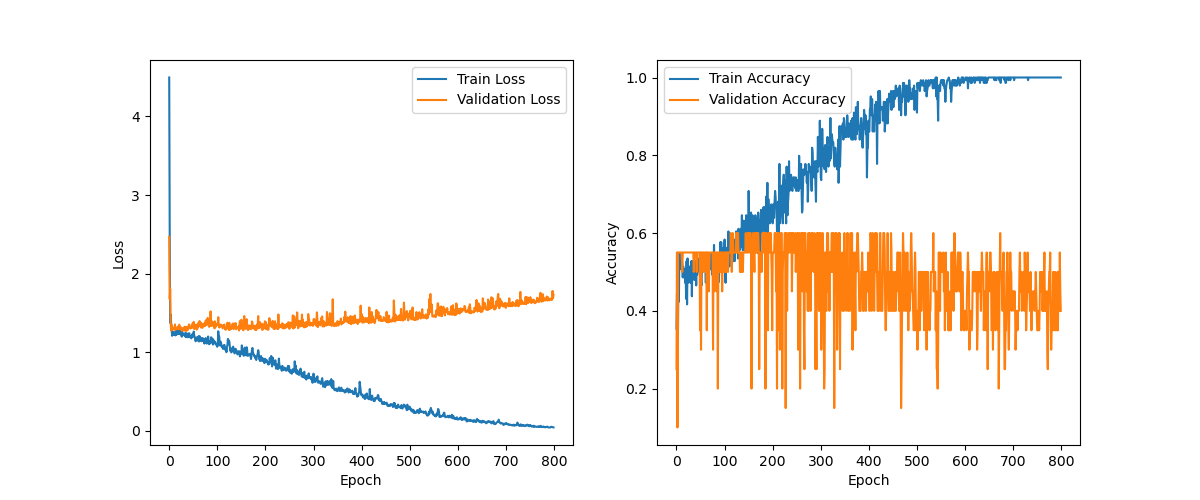 Train Loss
Validation Loss
Loss
4
3
2
1
0
0 100 200 300 400 500 600 700 800
Epoch
Train Accuracy
Validation Accuracy
Accuracy
1.0
0.8
0.6
0.4
0.2
0 100 200 300 400 500 600 700 800
Epoch